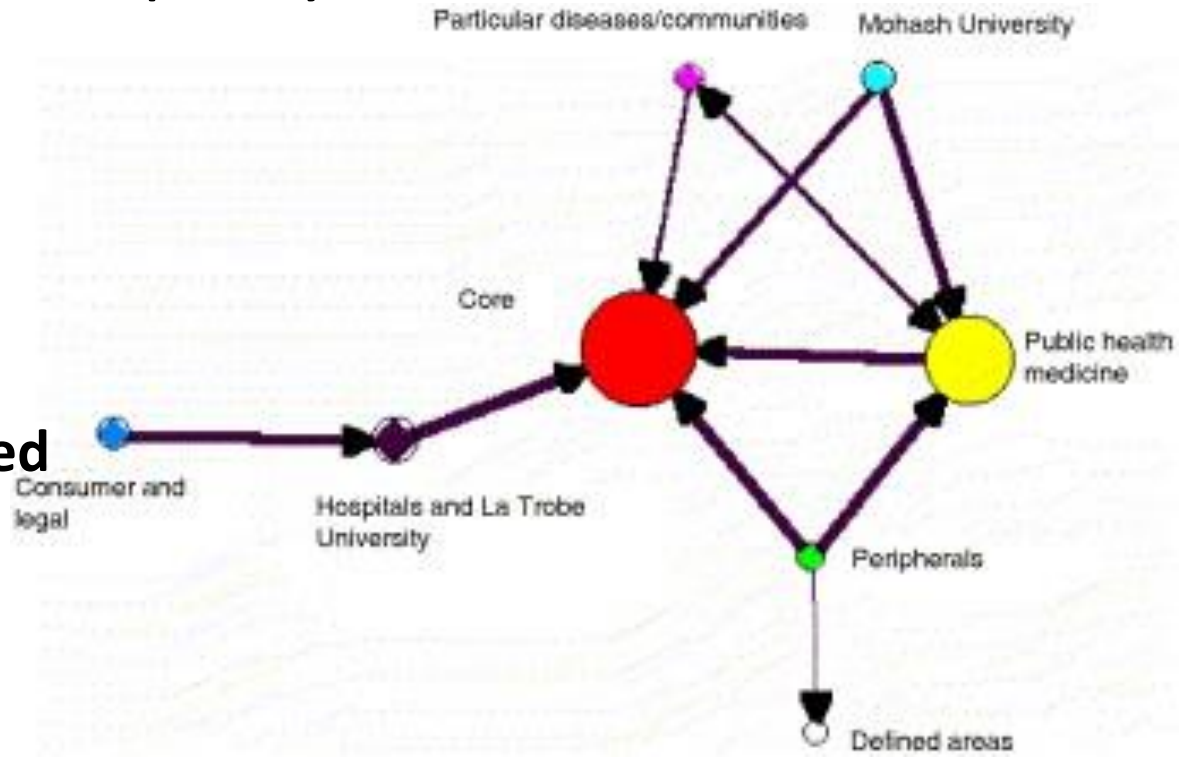 Particular diseases/communities
Mohash University
Core
Public health
medicine
ed
Consumer and
legal
Hospitals and La Trobe
University
Peripherals
Defined areas